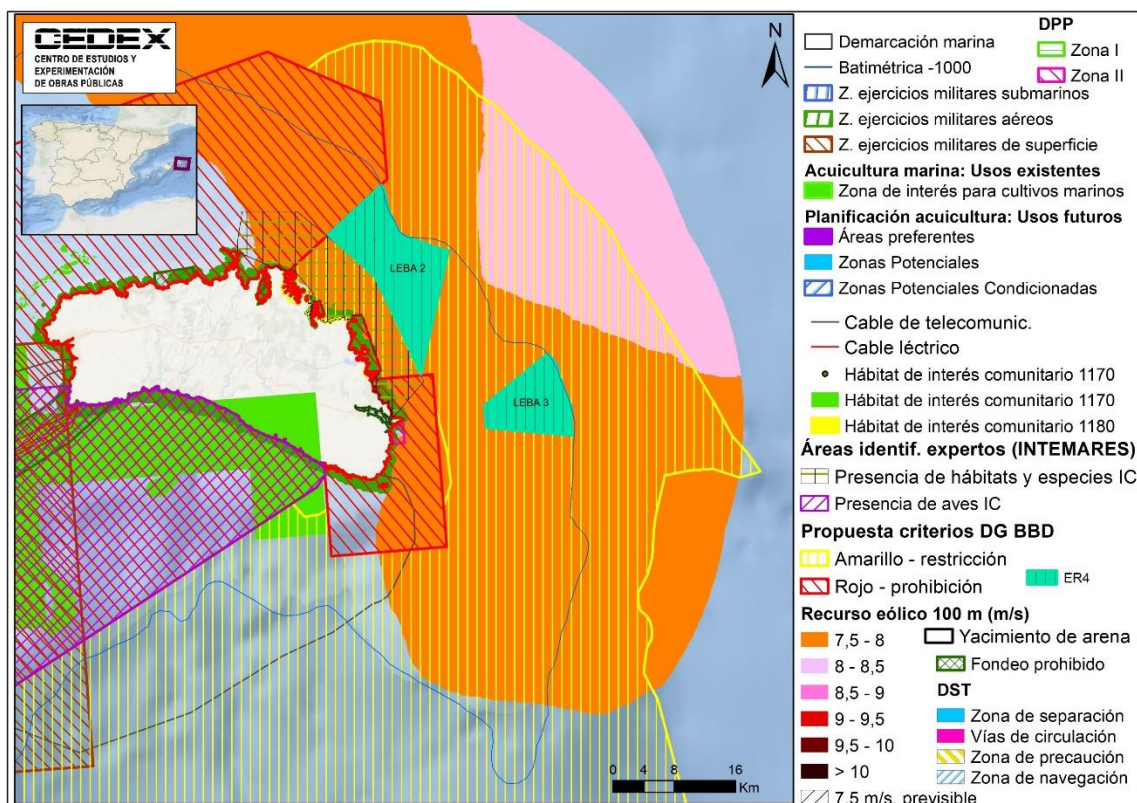 CEDEX
CENTRO DE ESTUDIOS Y
EXPERIMENTACIÓN
DE OBRAS PÚBLICAS
N
LEBA 2
LEBA 3
0 4 8 16
Km
DPP
Zona I
Zona II
Demarcación marina
Batimétrica -1000
Z. ejercicios militares submarinos
Z. ejercicios militares aéreos
Z. ejercicios militares de superficie
Acuicultura marina: Usos existentes
Zona de interés para cultivos marinos
Planificación acuicultura: Usos futuros
Áreas preferentes
Zonas Potenciales
Zonas Potenciales Condicionadas
Cable de telecomunic.
Cable léctrico
Hábitat de interés comunitario 1170
Hábitat de interés comunitario 1170
Hábitat de interés comunitario 1180
Áreas identif. expertos (INTEMARES)
Presencia de hábitats y especies IC
Presencia de aves IC
Propuesta criterios DG BBD
Amarillo - restricción
Rojo - prohibición
ER4
Recurso eólico 100 m (m/s)
7,5 - 8
8 - 8,5
8,5 - 9
9 - 9,5
9,5 - 10
> 10
7,5 m/s, previsible
Yacimiento de arena
Fondeo prohibido
DST
Zona de separación
Vías de circulación
Zona de precaución
Zona de navegación